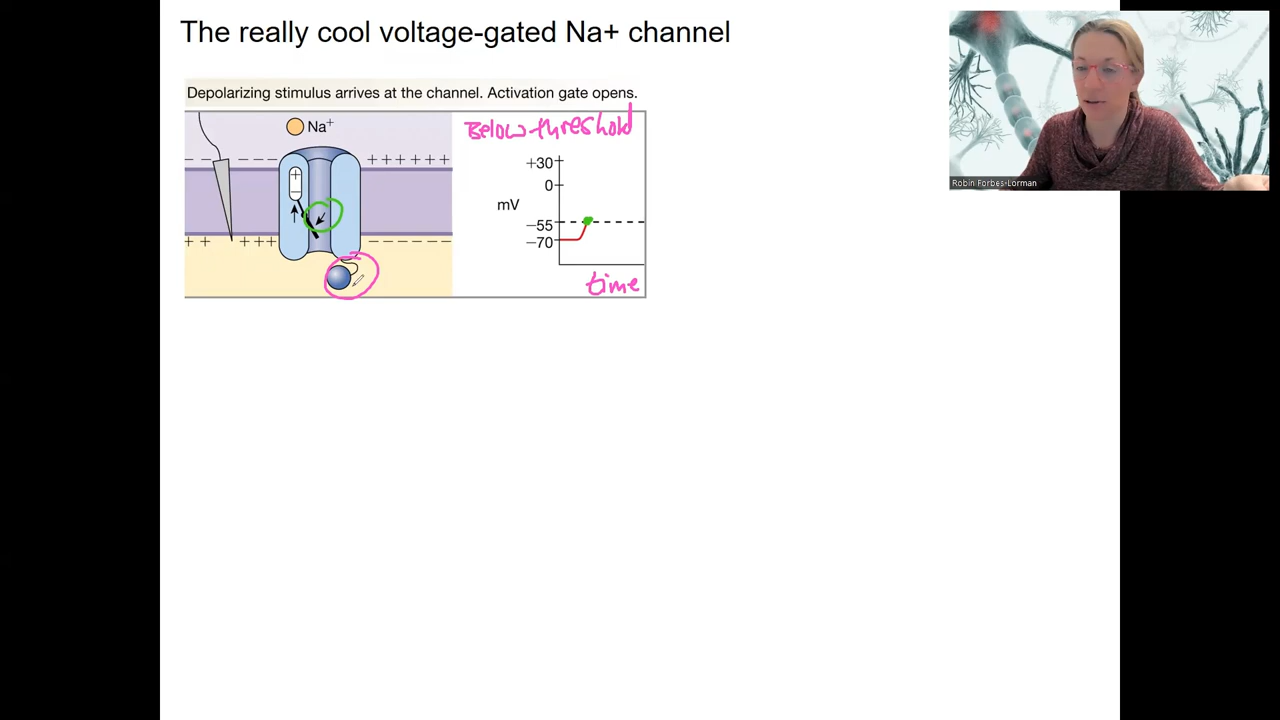 The really cool voltage-gated Na+ channel
Depolarizing stimulus arrives at the channel. Activation gate opens.
Na+
Below threshold
+ + + + + +
+30
0
mV
−55
−70
+ + + + +
time
Robin Forbes-Lorman